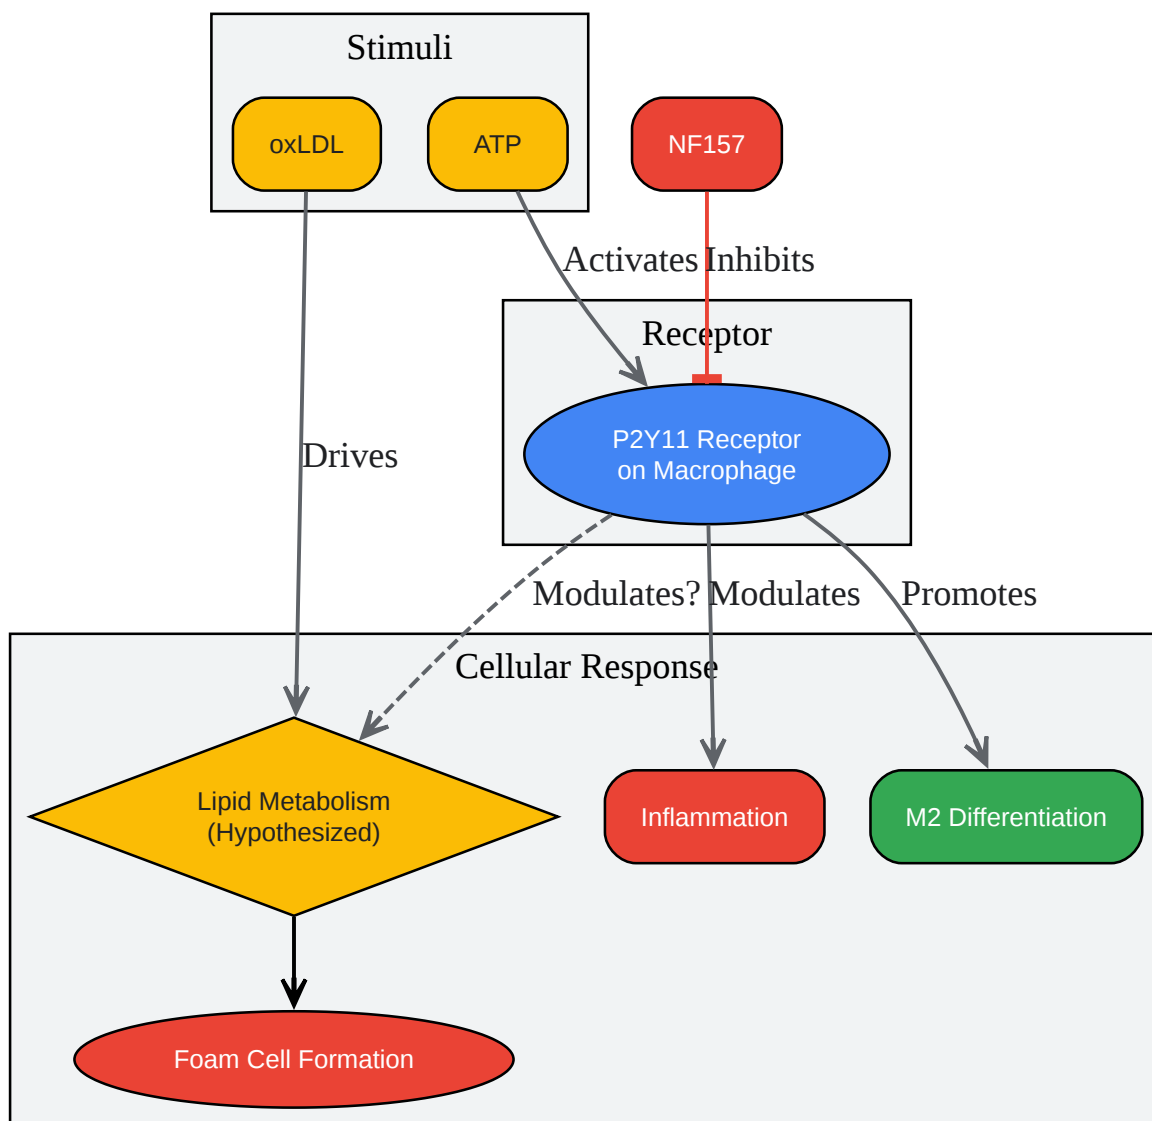 Stimuli
oxLDL
ATP
NF157
Activates
Inhibits
Receptor
Drives
P2Y11 Receptor
on Macrophage
Modulates?
Modulates
Promotes
Cellular Response
Lipid Metabolism
(Hypothesized)
Inflammation
M2 Differentiation
Foam Cell Formation